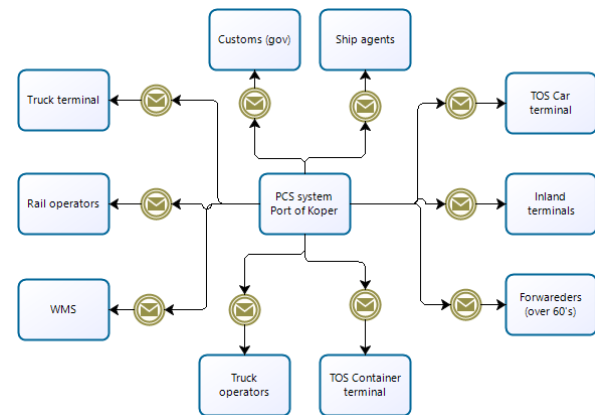 Customs (gov)
Ship agents
Truck terminal
TOS Car
terminal
Rail operators
PCS system
Port of Koper
Inland
terminals
WMS
Forwareders
(over 60's)
Truck
operators
TOS Container
terminal